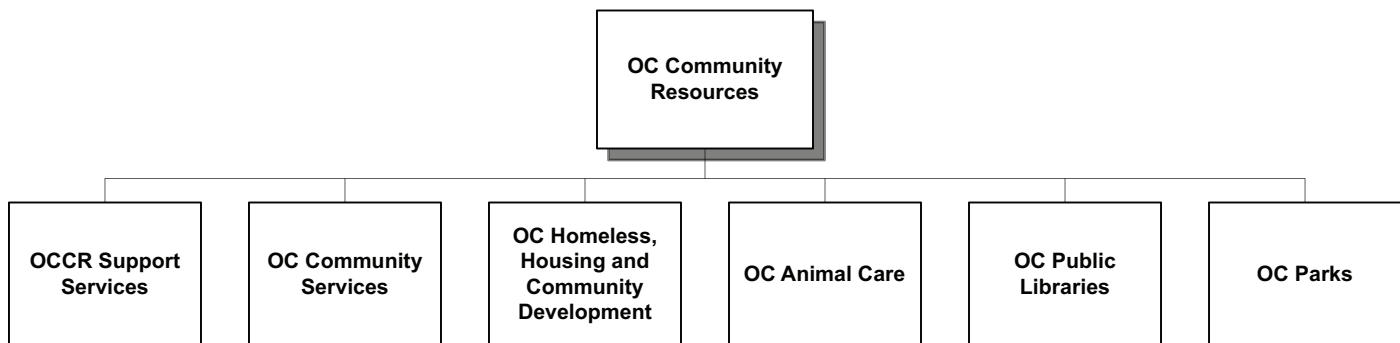 OC Community
Resources
OCCR Support
Services
OC Community
Services
OC Homeless,
Housing and
Community
Development
OC Animal Care
OC Public
Libraries
OC Parks